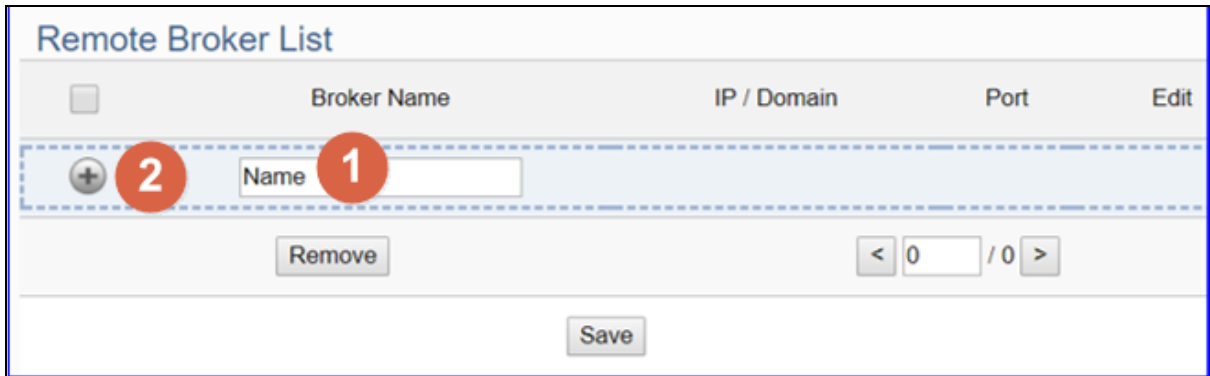 Remote Broker List
Broker Name IP / Domain Port Edit
2 Name 1
Remove < 0 / 0 >
Save